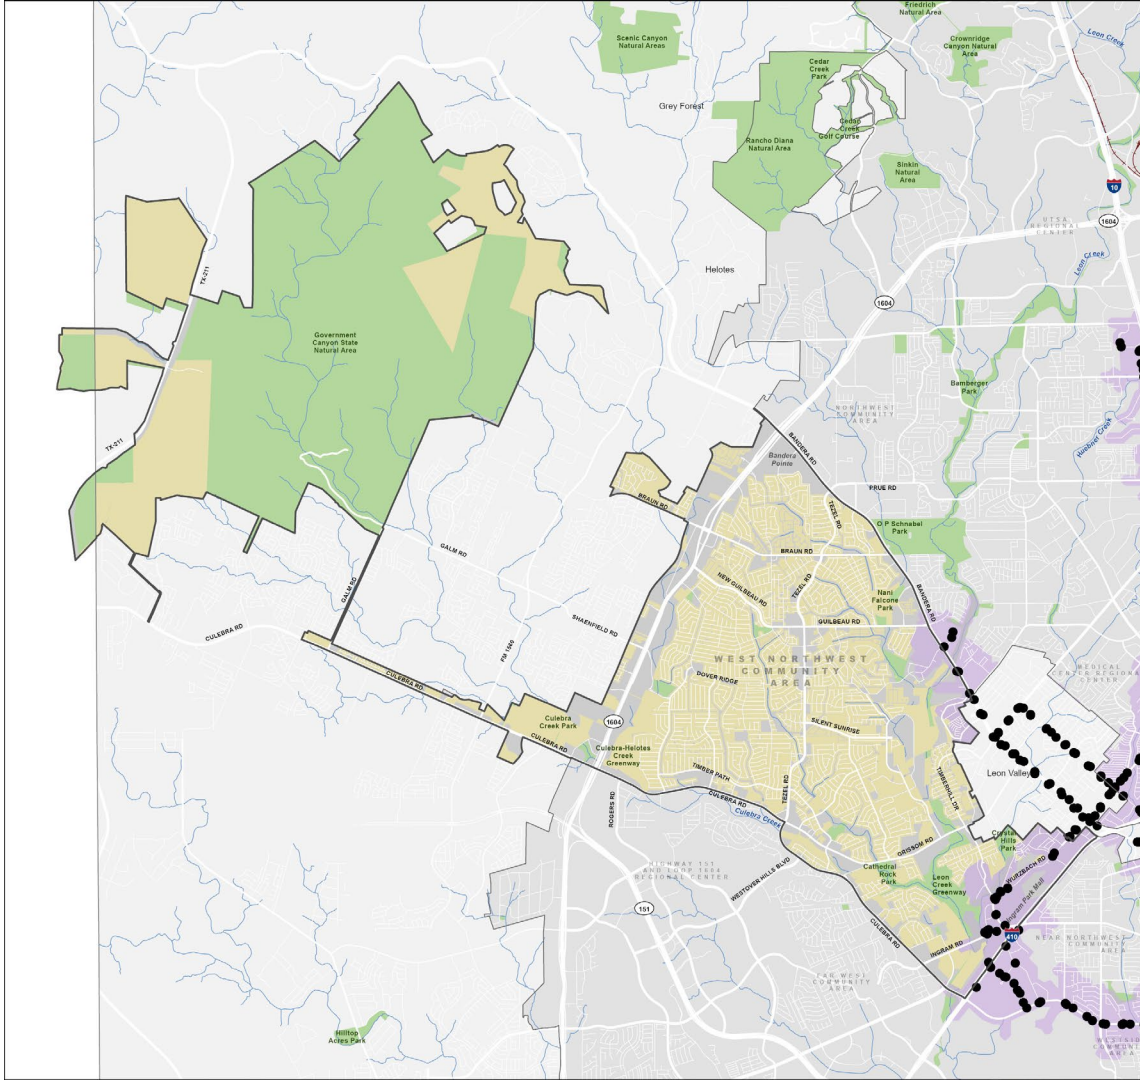 Friedrich
Natural Area
Leon Creek
Scenic Canyon
Natural Areas
Crownridge
Canyon Natural
Area
Cedar
Creek
Park
Grey Forest
Cedar
Creek
Golf Course
Rancho Diana
Natural Area
Sinkin
Natural
Area
10
UTSA
REGIONAL
CENTER
1604
Leon Creek
TX-211
Helotes
1604
Government
Canyon State
Natural Area
Bamberger
Park
NORTHWEST
COMMUNITY
AREA
Huebner Creek
TX-211
BANDERA RD
Bandera
Pointe
PRUE RD
BRAUN RD
TEZEL RD
O P Schnabel
Park
GALM RD
BRAUN RD
NEW GUILBEAU RD
TEZEL RD
GALM RD
Nani
Falcone
Park
BANDERA RD
SHAENFIELD RD
GUILBEAU RD
CULEBRA RD
FM 1560
WEST NORTHWEST
COMMUNITY
AREA
MEDICAL
CENTER REGIONAL
CENTER
DOVER RIDGE
CULEBRA RD
Culebra
Creek Park
1604
SILENT SUNRISE
CULEBRA RD
Culebra-Helotes
Creek
Greenway
TIMBER PATH
TIMBERHILL DR
Leon Valley
TEZEL RD
CULEBRA RD
ROGERS RD
Culebra Creek
Crystal
Hills
Park
GRISSOM RD
HIGHWAY 151
AND LOOP 1604
REGIONAL CENTER
WESTOVER HILLS BLVD
Cathedral
Rock
Park
Leon
Creek
Greenway
WURZBACH RD
Ingram Park Mall
151
CULEBRA RD
410
INGRAM RD
NEAR NORTHWEST
COMMUNITY
AREA
FAR WEST
COMMUNITY
AREA
Hilltop
Acres Park
WESTSIDE
COMMUNITY
AREA